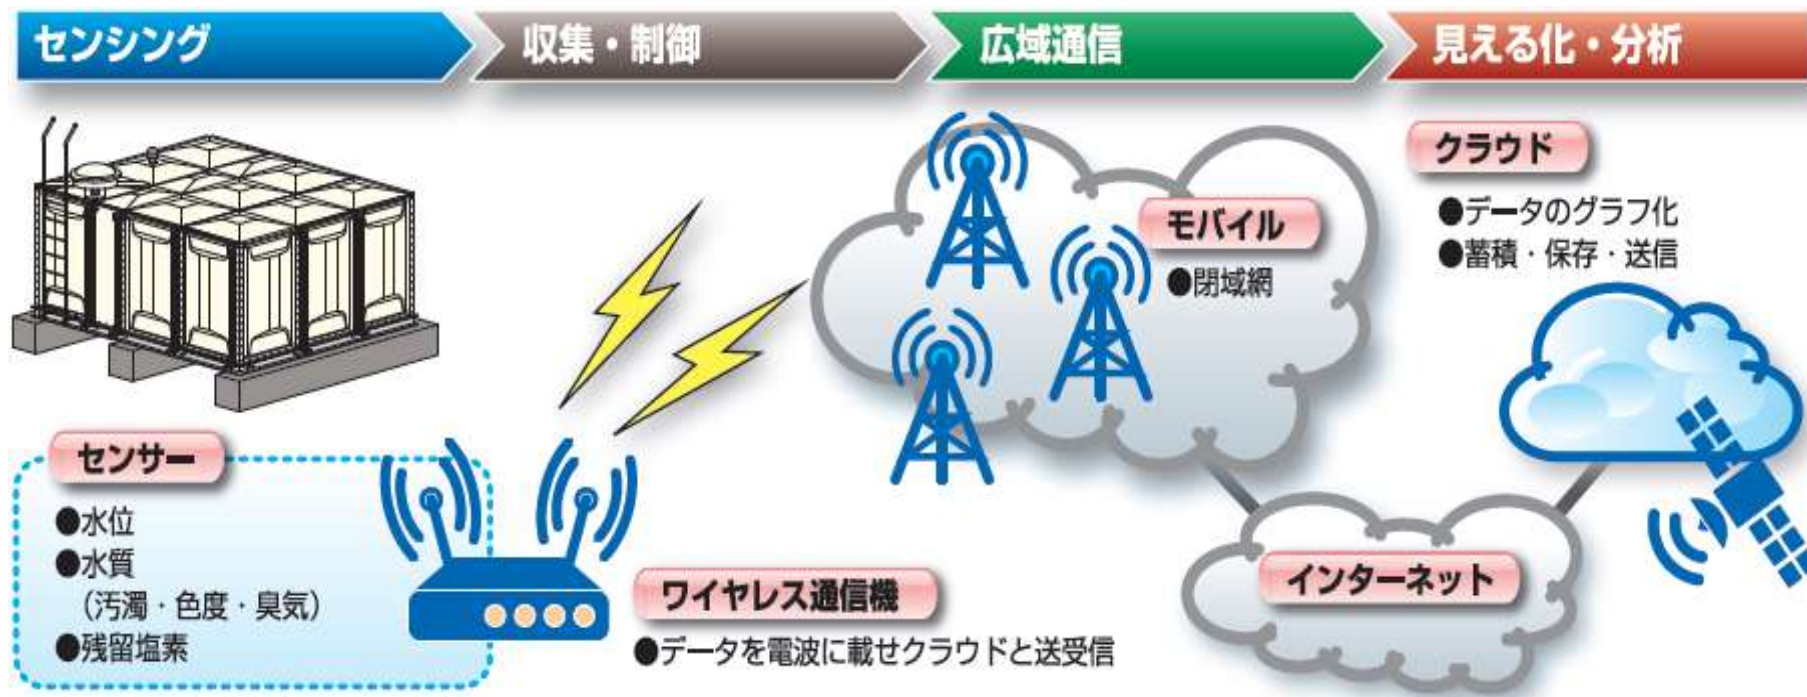 センシング
収集・制御
広域通信
見える化・分析
クラウド
●データのグラフ化
●蓄積・保存・送信
モバイル
●閉域網
センサー
●水位
●水質
（汚濁・色度・臭気）
●残留塩素
ワイヤレス通信機
●データを電波に載せクラウドと送受信
インターネット